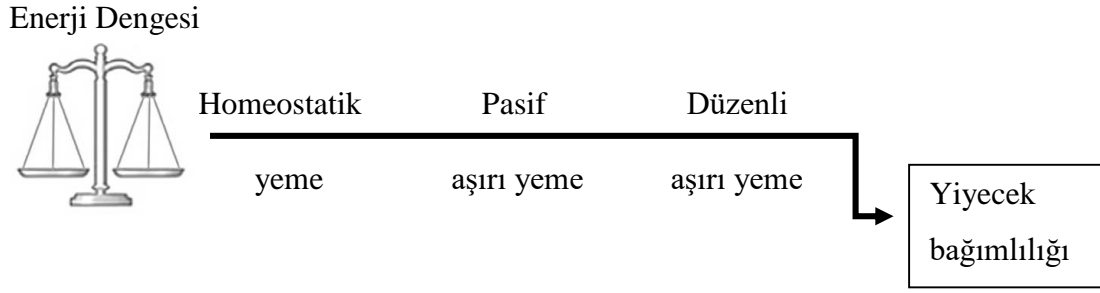 Enerji Dengesi
Homeostatik Pasif Düzenli
yeme aşırı yeme aşırı yeme
Yiyecek
bağımlılığı